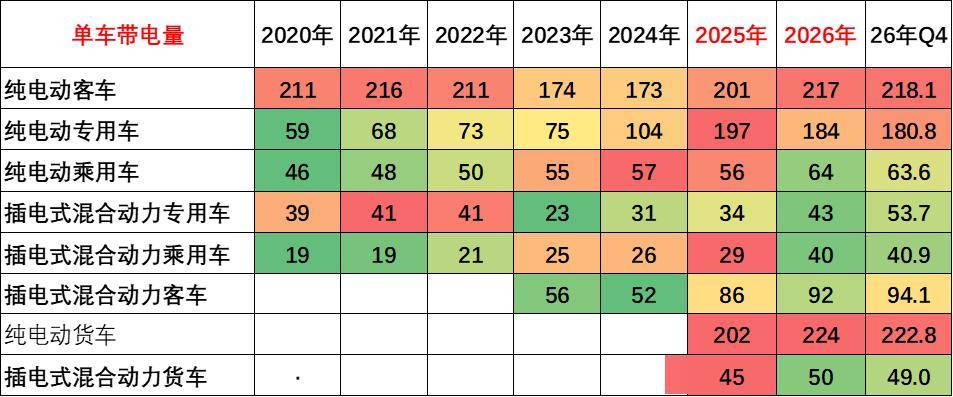 单车带电量 2020年 2021年 2022年 2023年 2024年 2025年 2026年 26年Q4
纯电动客车 211 216 211 174 173 201 217 218.1
纯电动专用车 59 68 73 75 104 197 184 180.8
纯电动乘用车 46 48 50 55 57 56 64 63.6
插电式混合动力专用车 39 41 41 23 31 34 43 53.7
插电式混合动力乘用车 19 19 21 25 26 29 40 40.9
插电式混合动力客车 56 52 86 92 94.1
纯电动货车 202 224 222.8
插电式混合动力货车 · 45 50 49.0